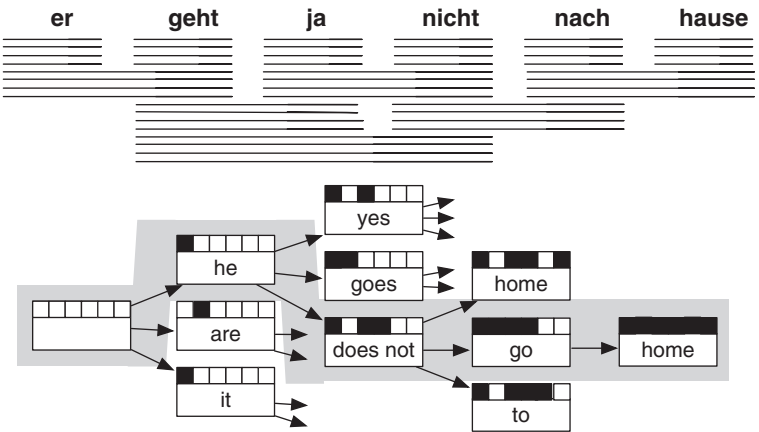 er geht ja nicht nach hause
yes
he
goes home
are does not go home
it to